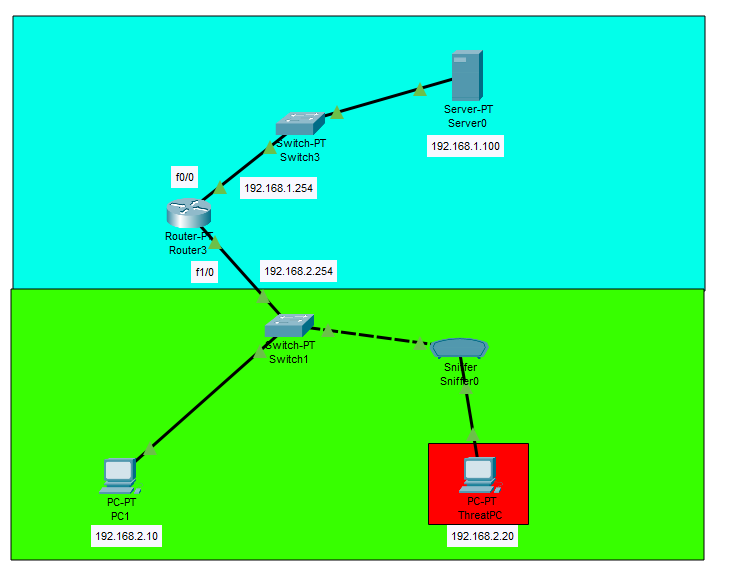 Server-PT
Server0
192.168.1.100
Switch-PT
Switch3
f0/0
192.168.1.254
Router-PT
Router3
f1/0
192.168.2.254
Switch-PT
Switch1
Sniffer
Sniffer0
PC-PT
PC1
192.168.2.10
PC-PT
ThreatPC
192.168.2.20